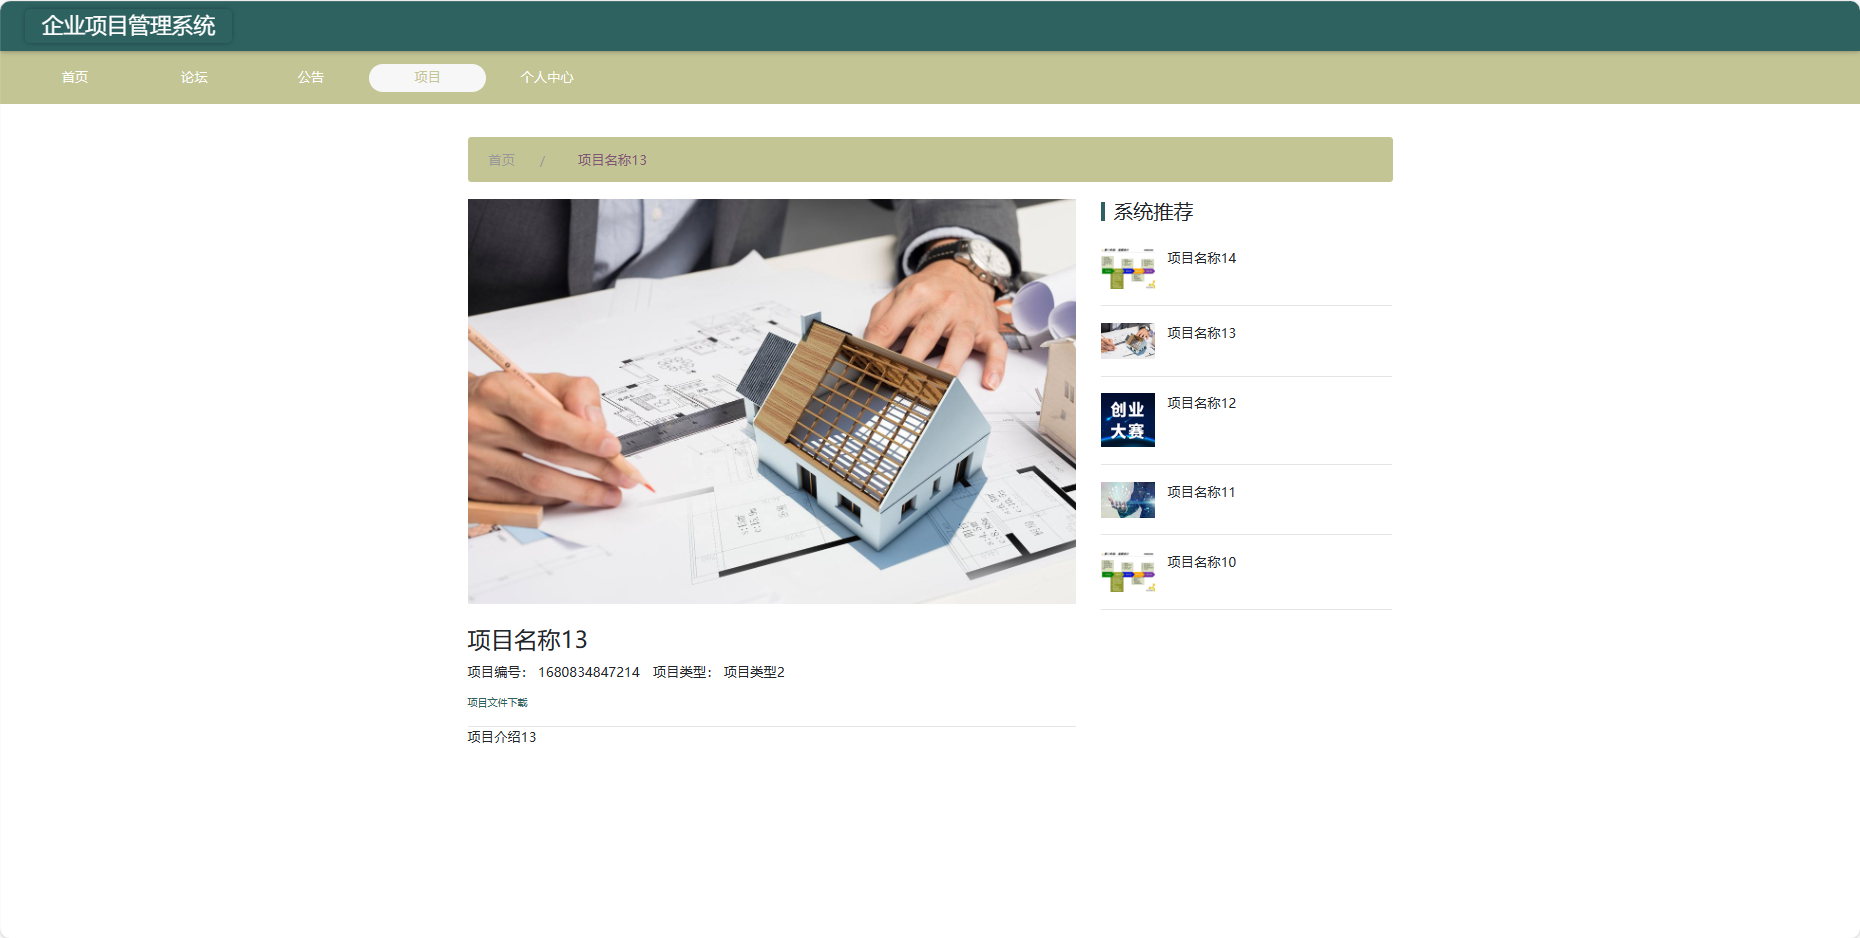 企业项目管理系统
首页
论坛
公告
项目
个人中心
首页 / 项目名称13
系统推荐
项目名称14
项目名称13
创业
大赛
项目名称12
项目名称11
项目名称10
项目名称13
项目编号： 1680834847214 项目类型： 项目类型2
项目文件下载
项目介绍13